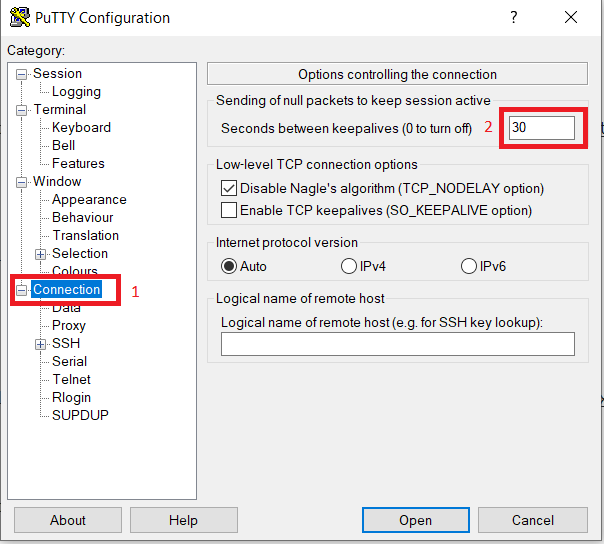 PuTTY Configuration
Category:
Session
Logging
Terminal
Keyboard
Bell
Features
Window
Appearance
Behaviour
Translation
Selection
Colours
Connection 1
Data
Proxy
SSH
Serial
Telnet
Rlogin
SUPDUP
Options controlling the connection
Sending of null packets to keep session active
Seconds between keepalives (0 to turn off) 2 30
Low-level TCP connection options
Disable Nagle's algorithm (TCP_NODELAY option)
Enable TCP keepalives (SO_KEEPALIVE option)
Internet protocol version
Auto IPv4 IPv6
Logical name of remote host
Logical name of remote host (e.g. for SSH key lookup):
About Help Open Cancel